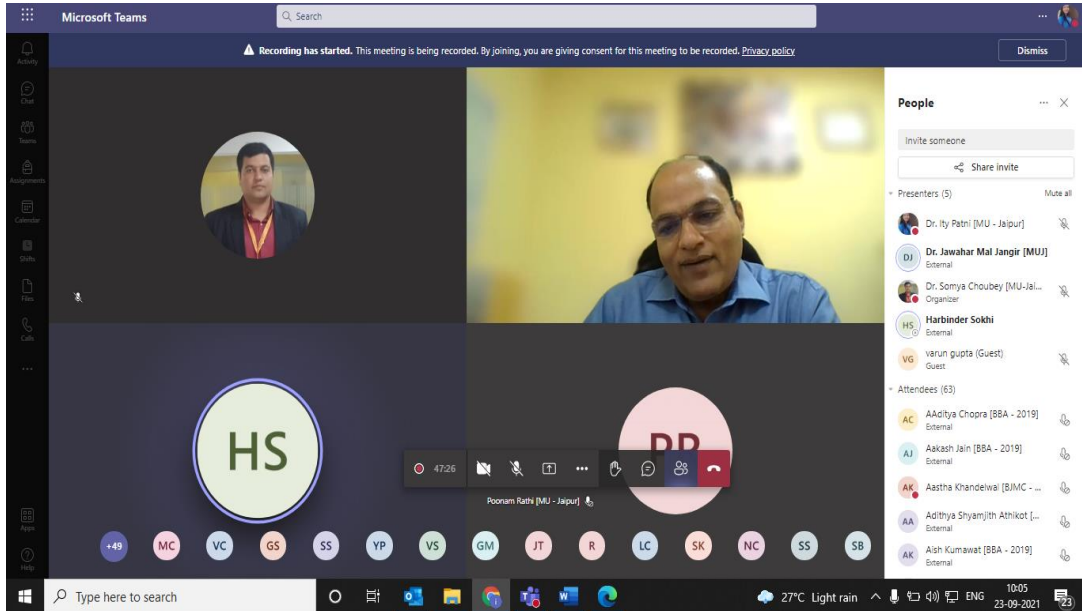 Microsoft Teams
Search
Recording has started. This meeting is being recorded. By joining, you are giving consent for this meeting to be recorded. Privacy policy
Dismiss
Activity
Chat
Teams
Assignments
Calendar
Shifts
Files
Calls
Apps
Help
HS
47:26
Poonam Rathi [MU - Jaipur]
+49
MC
VC
GS
SS
YP
VS
GM
JT
R
LC
SK
NC
SS
SB
People
Invite someone
Share invite
Presenters (5)
Mute all
Dr. Ity Patni [MU - Jaipur]
DJ
Dr. Jawahar Mal Jangir [MUJ]
External
Dr. Somya Choubey [MU-Jai...
Organizer
HS
Harbinder Sokhi
External
VG
varun gupta (Guest)
Guest
Attendees (63)
AC
AAditya Chopra [BBA - 2019]
External
AJ
Aakash Jain [BBA - 2019]
External
AK
Aastha Khandelwal [BJMC - ...
AA
Adithya Shyamjith Athikot [...
External
AK
Aish Kumawat [BBA - 2019]
External
Type here to search
27°C Light rain
ENG
10:05
23-09-2021
23